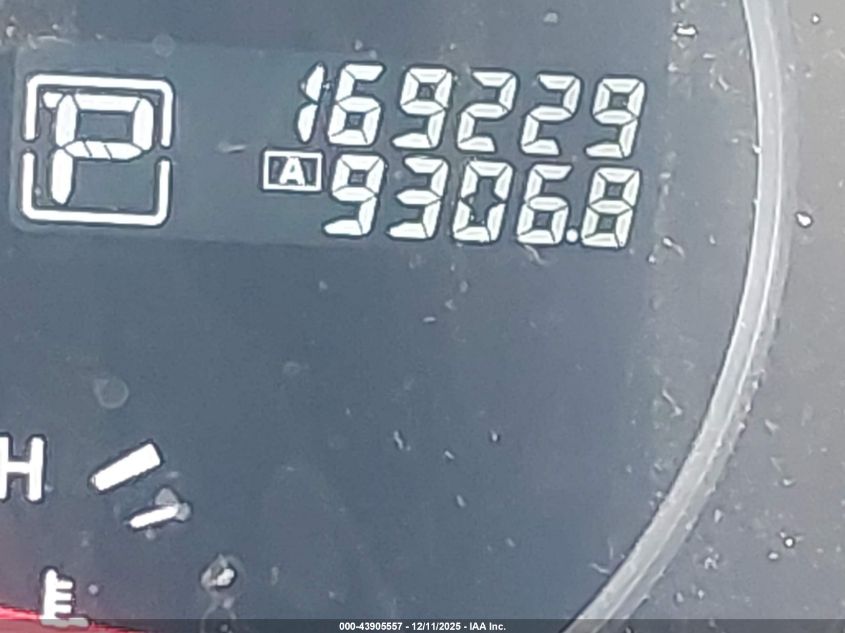 P
169229
A 9306.8
H
E
000-43905557 - 12/11/2025 - IAA Inc.